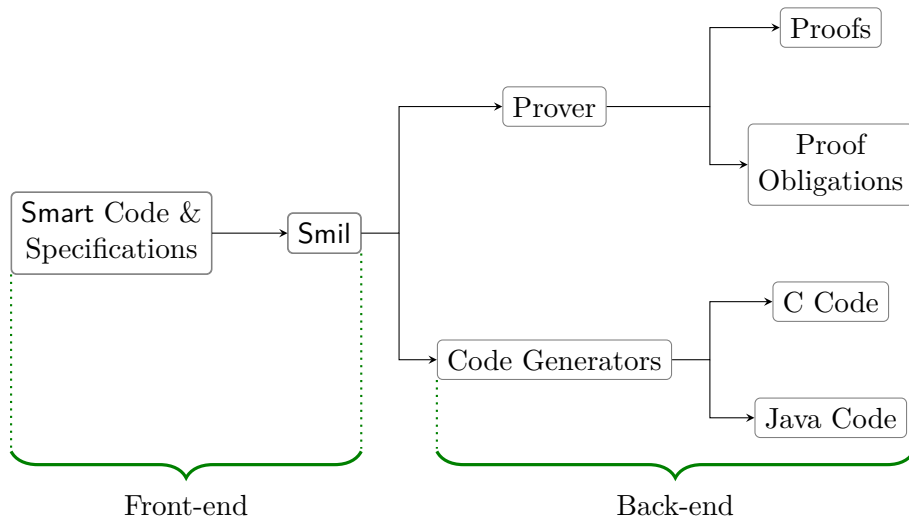 Proofs
Prover
Proof
Obligations
Smart Code &
Specifications
Smil
C Code
Code Generators
Java Code
Front-end
Back-end